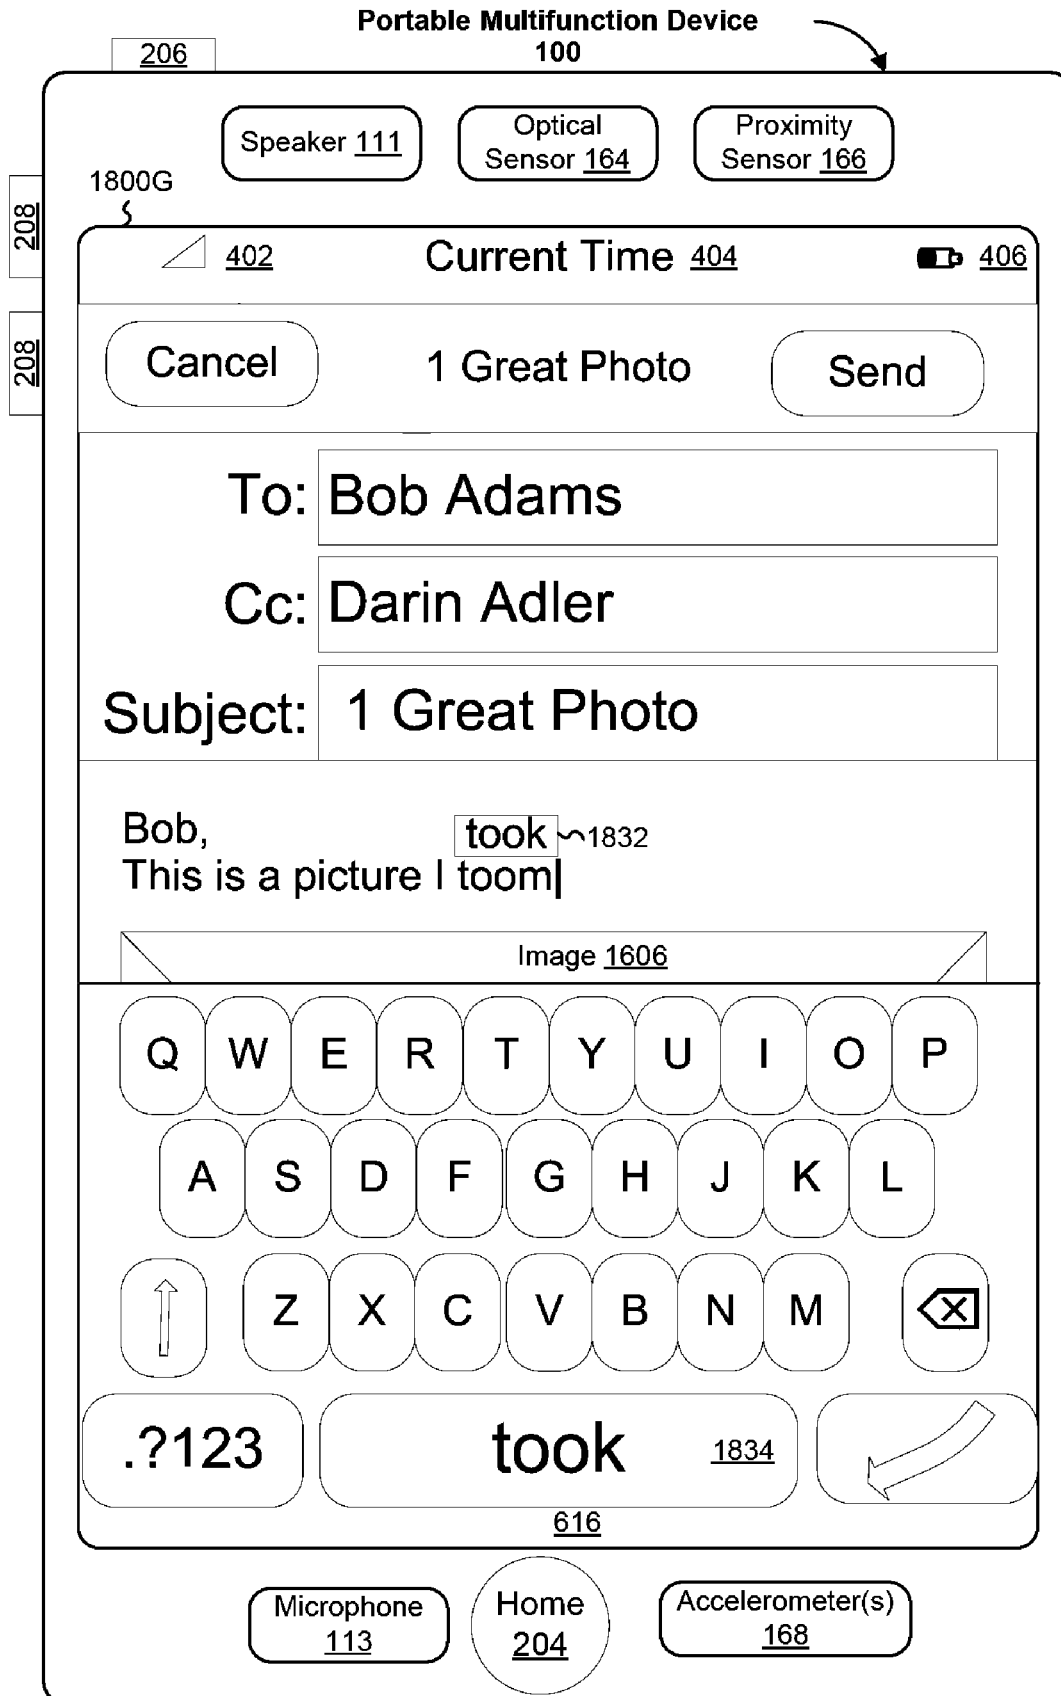 Portable Multifunction Device
100
206
Speaker 111
Optical
Sensor 164
Proximity
Sensor 166
1800G
208
208
402
Current Time 404
406
Cancel
1 Great Photo
Send
To: Bob Adams
Cc: Darin Adler
Subject: 1 Great Photo
Bob,
took 1832
This is a picture I toom
Image 1606
Q W E R T Y U I O P
A S D F G H J K L
Z X C V B N M
.?123
took 1834
616
Microphone
113
Home
204
Accelerometer(s)
168